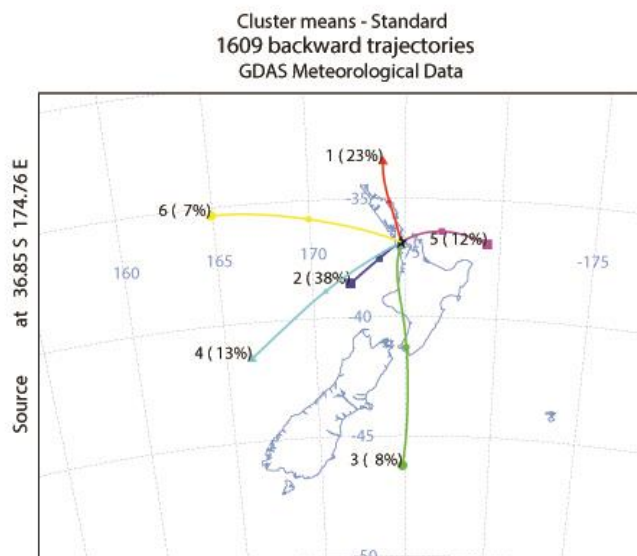 Cluster means - Standard
1609 backward trajectories
GDAS Meteorological Data
Source at 36.85 S 174.76 E
1 ( 23%)
-35
6 ( 7%)
5 ( 12%)
170
175
165
-175
160
2 ( 38%)
-40
4 ( 13%)
-45
3 ( 8%)
-50